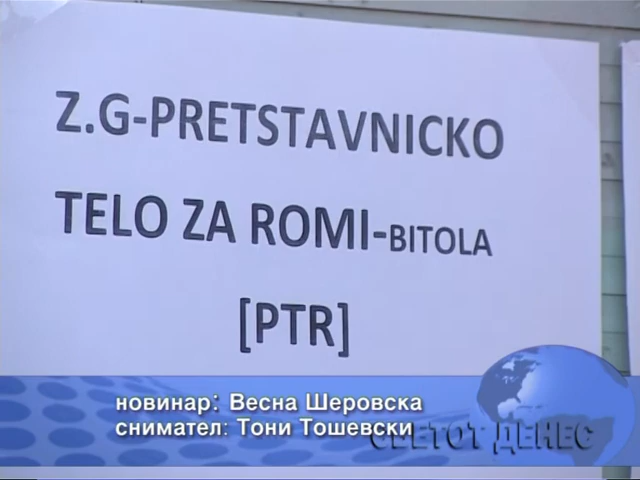 Z.G-PRETSTAVNICKO
TELO ZA ROMI-BITOLA
[PTR]
новинар: Весна Шеровска
снимател: Тони Тошевски
СВЕТОТ ДЕНЕС